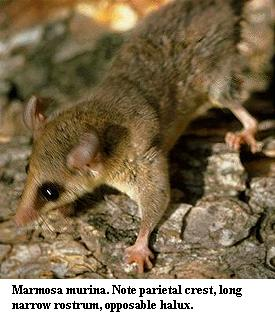 Marmosa murina. Note parietal crest, long
narrow rostrum, opposable halux.